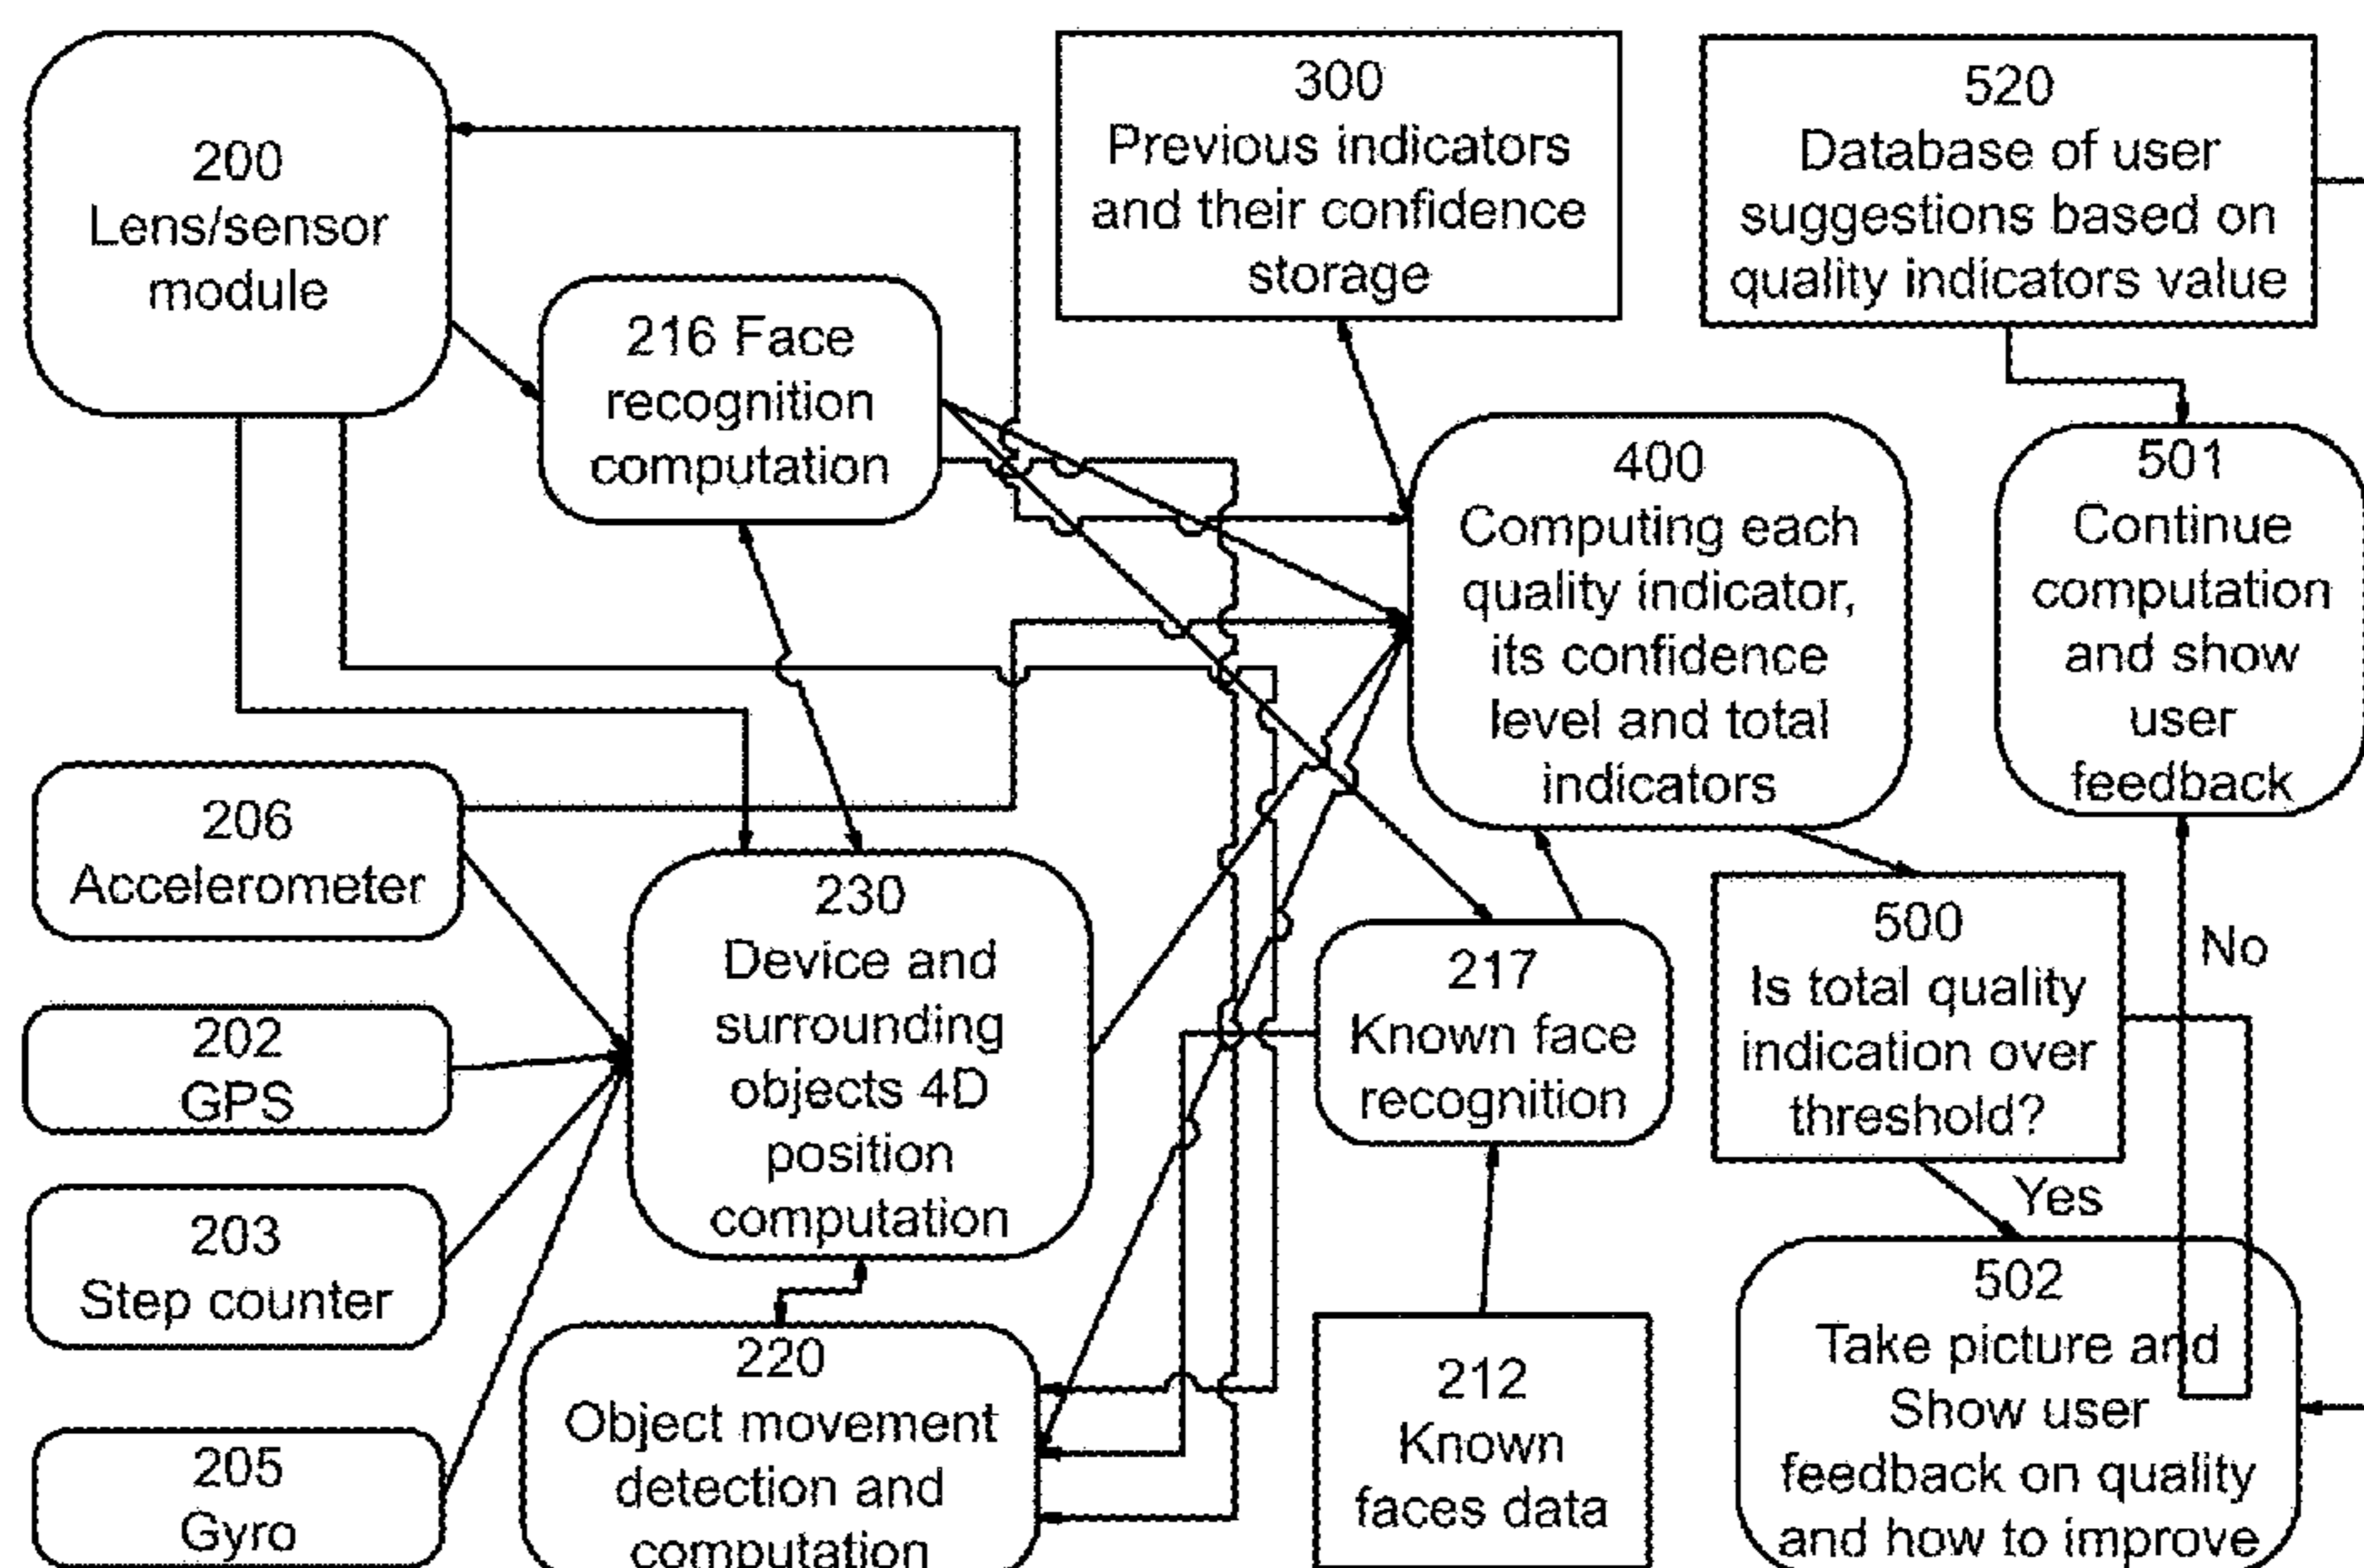 200
Lens/sensor
module
216 Face
recognition
computation
300
Previous indicators
and their confidence
storage
520
Database of user
suggestions based on
quality indicators value
400
Computing each
quality indicator,
its confidence
level and total
indicators
501
Continue
computation
and show
user
feedback
206
Accelerometer
202
GPS
203
Step counter
205
Gyro
230
Device and
surrounding
objects 4D
position
computation
220
Object movement
detection and
computation
217
Known face
recognition
212
Known
faces data
500
Is total quality
indication over
threshold?
No
Yes
502
Take picture and
Show user
feedback on quality
and how to improve